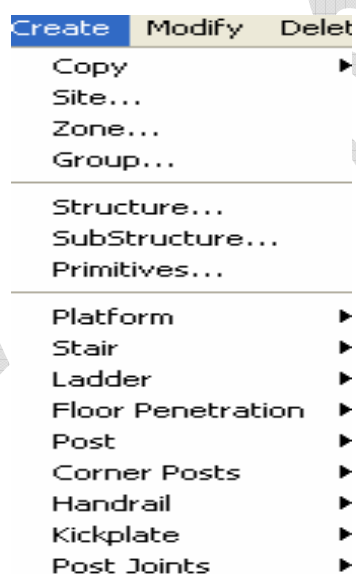 Create Modify Delet
Copy
Site...
Zone...
Group...
Structure...
SubStructure...
Primitives...
Platform
Stair
Ladder
Floor Penetration
Post
Corner Posts
Handrail
Kickplate
Post Joints